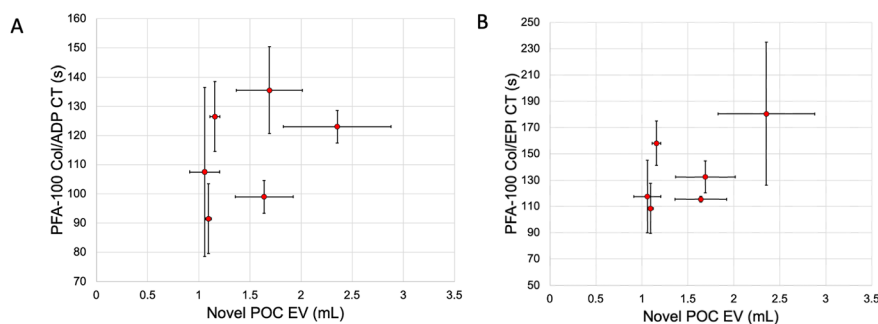 A
PFA-100 Col/ADP CT (s)
160
150
140
130
120
110
100
90
80
70
0 0.5 1 1.5 2 2.5 3 3.5
Novel POC EV (mL)
B
PFA-100 Col/EPI CT (s)
250
230
210
190
170
150
130
110
90
70
50
0 0.5 1 1.5 2 2.5 3 3.5
Novel POC EV (mL)